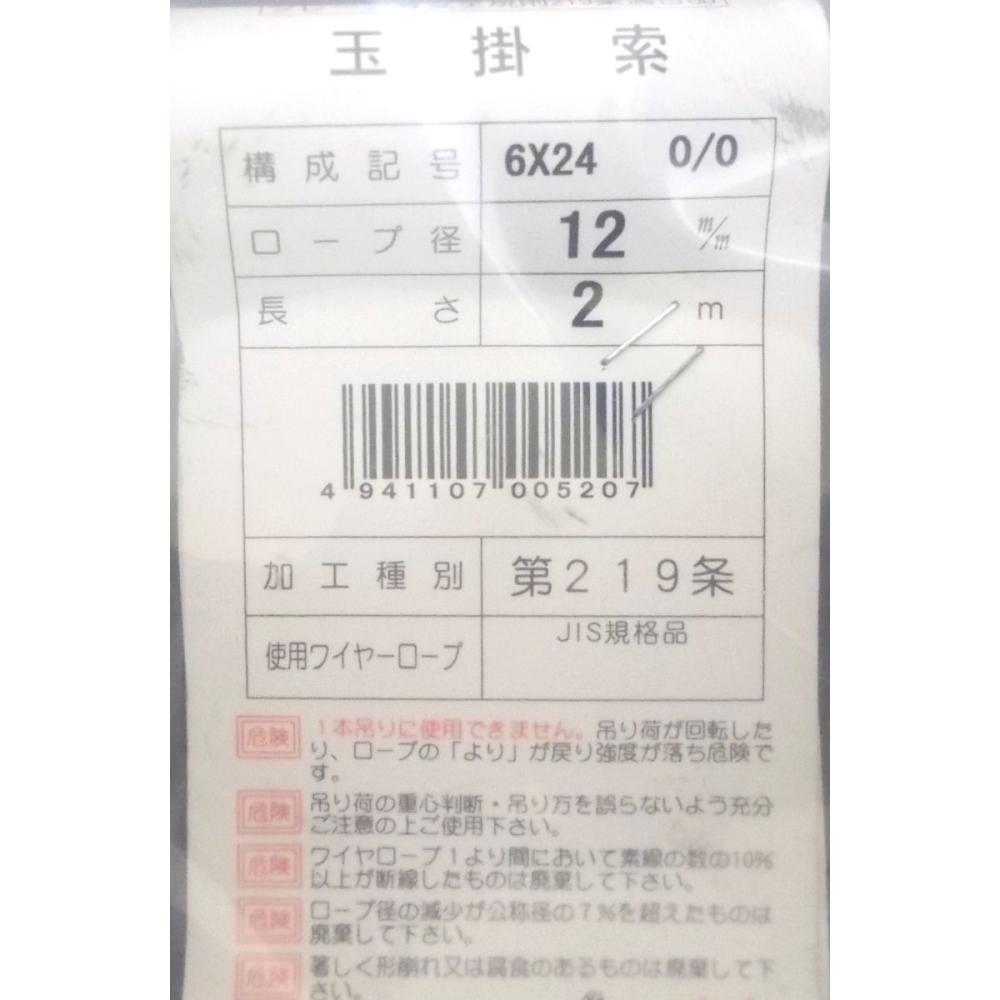 玉掛索
構成記号 6X24 0/0
ロープ径 12 m/m
長さ 2 m
4 941107 005207
加工種別 第219条
使用ワイヤーロープ JIS規格品
危険 1本吊りに使用できません。吊り荷が回転した
り、ロープの「より」が戻り強度が落ち危険で
す。
危険 吊り荷の重心判断・吊り方を誤らないよう充分
ご注意の上ご使用下さい。
危険 ワイヤロープ1より間において素線の数の10%
以上が断線したものは廃棄して下さい。
危険 ロープ径の減少が公称径の7%を超えたものは
廃棄して下さい。
危険 著しく形崩れ又は腐食のあるものは廃棄して下
さい。